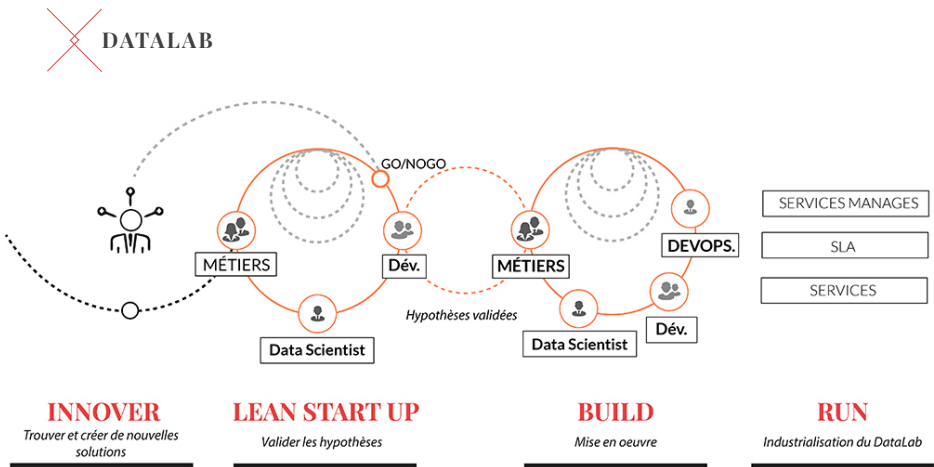 DATALAB
GO/NOGO
MÉTIERS
Dév.
Data Scientist
Hypothèses validées
MÉTIERS
DEVOPS.
Dév.
Data Scientist
SERVICES MANAGES
SLA
SERVICES
INNOVER
Trouver et créer de nouvelles
solutions
LEAN START UP
Valider les hypothèses
BUILD
Mise en oeuvre
RUN
Industrialisation du DataLab